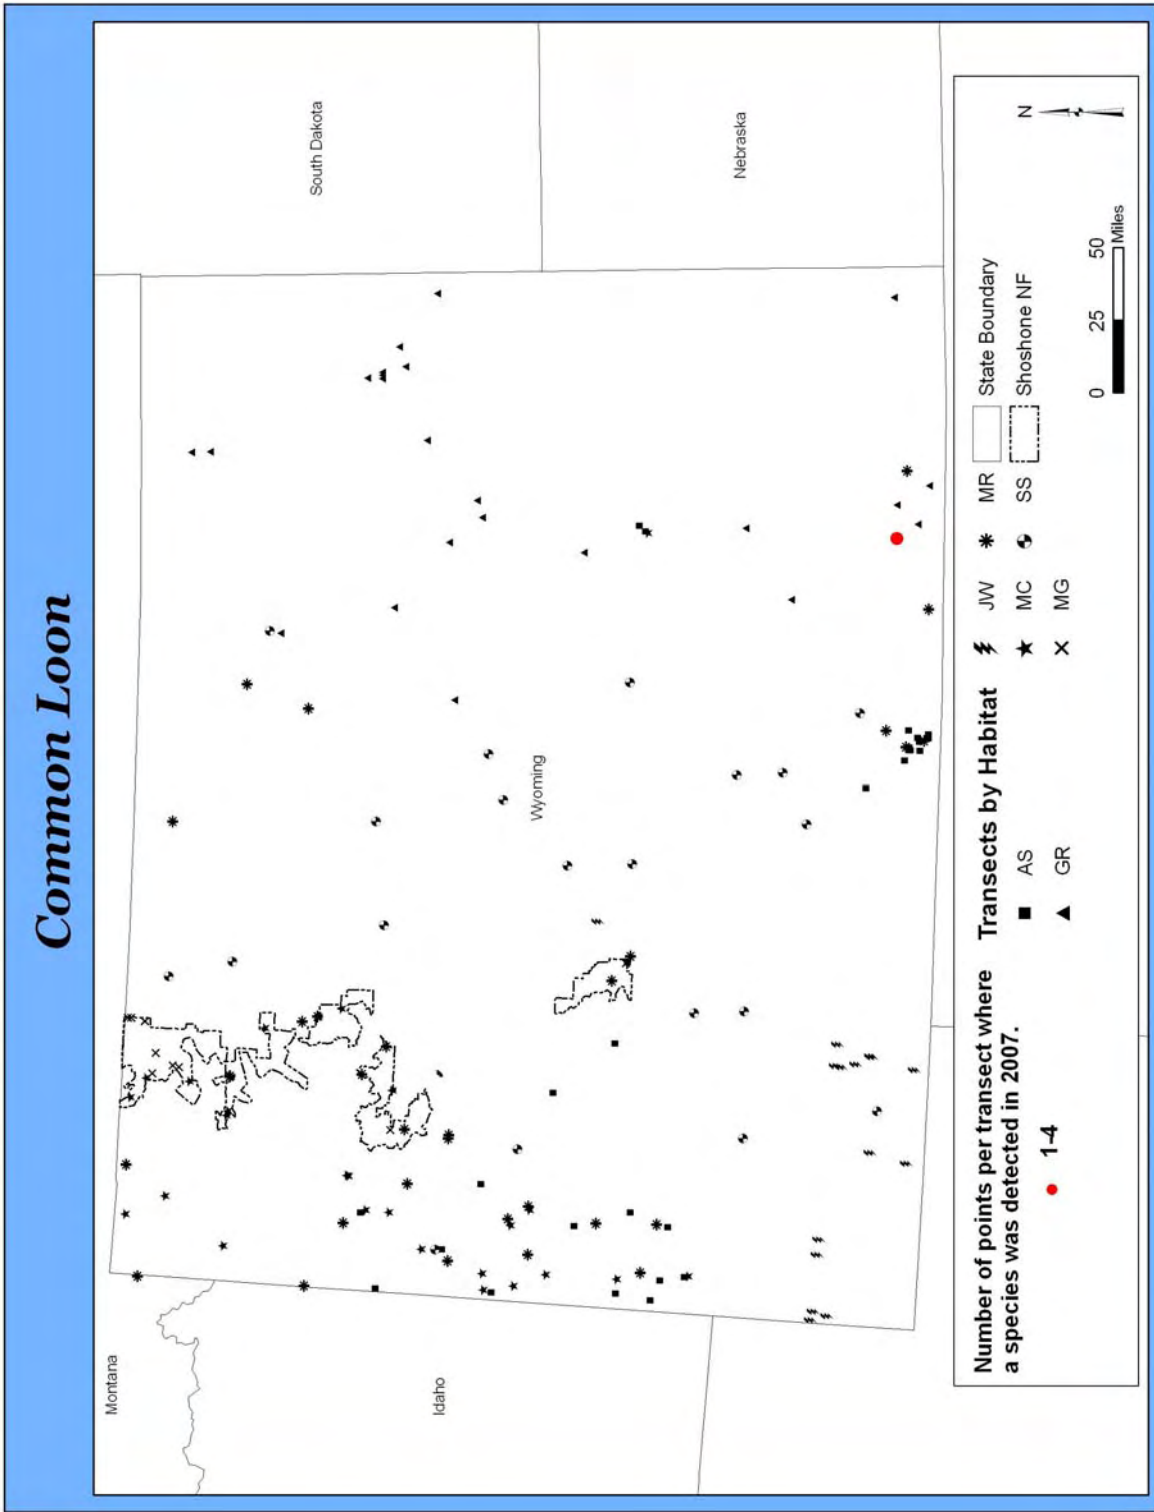 Common Loon
Montana
Idaho
Wyoming
South Dakota
Nebraska
Number of points per transect where
a species was detected in 2007.
1-4
Transects by Habitat
AS
GR
JW
MC
MG
MR
SS
State Boundary
Shoshone NF
N
0 25 50
Miles